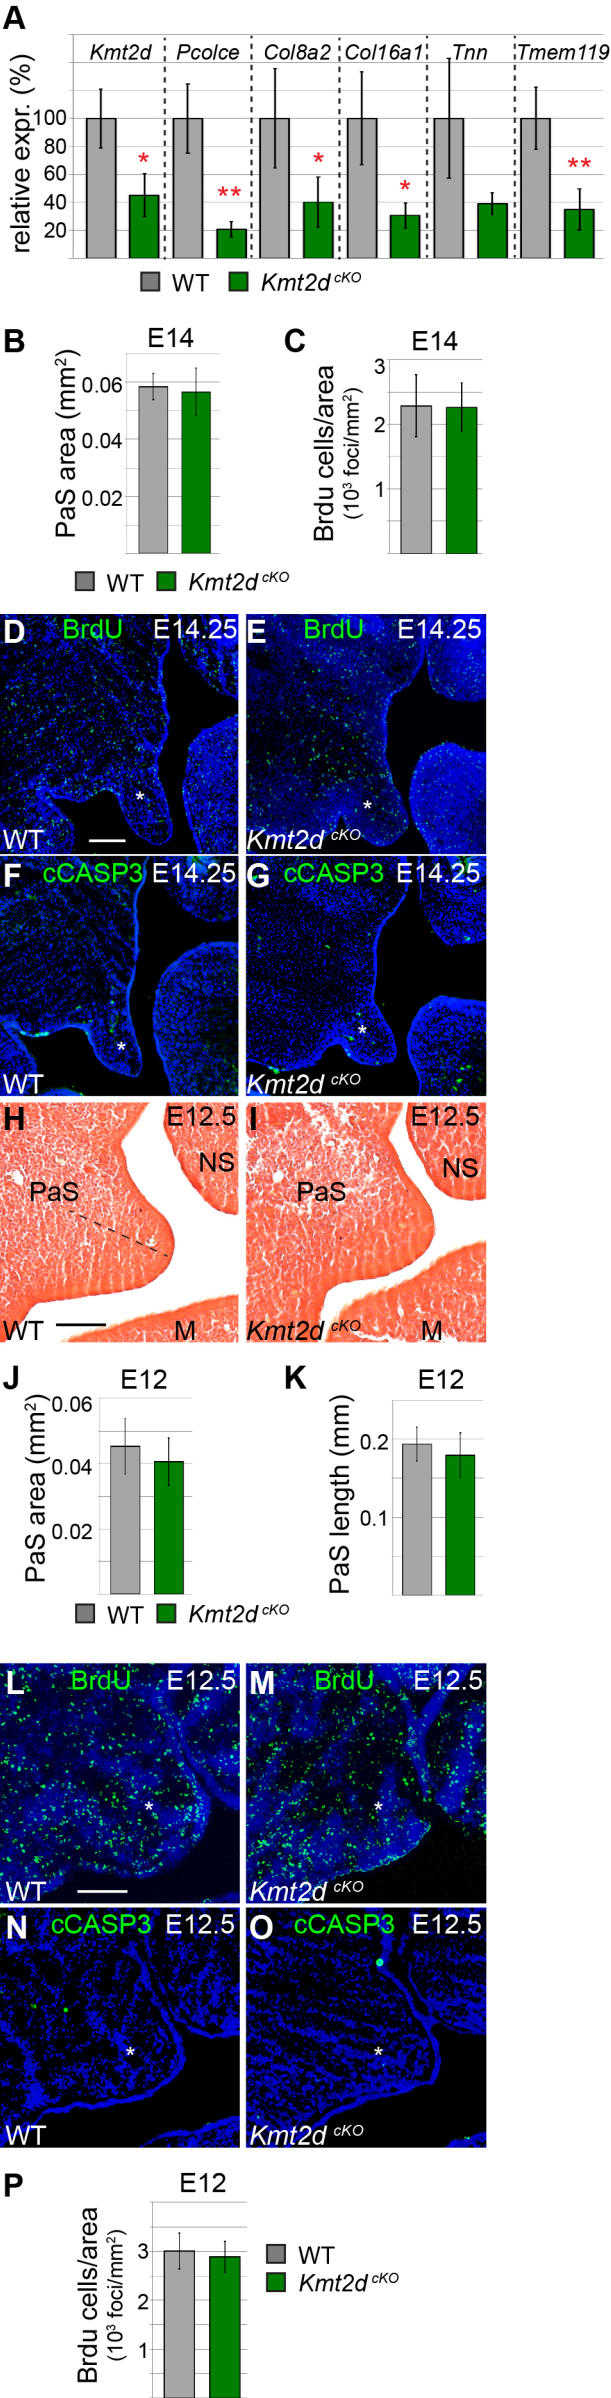 A
Kmt2d Pcolce Col8a2 Col16a1 Tnn Tmem119
relative expr. (%)
100
80
60
40
20
* ** * * **
WT Kmt2d cKO
B
E14
PaS area (mm2)
0.06
0.04
0.02
C
E14
Brdu cells/area
(103 foci/mm2)
3
2
1
WT Kmt2d cKO
D BrdU E14.25
*
WT
E BrdU E14.25
*
Kmt2d cKO
F cCASP3 E14.25
*
WT
G cCASP3 E14.25
*
Kmt2d cKO
H E12.5
NS
PaS
WT M
I E12.5
NS
PaS
Kmt2d cKO M
J
E12
PaS area (mm2)
0.06
0.04
0.02
K
E12
PaS length (mm)
0.2
0.1
WT Kmt2d cKO
L BrdU E12.5
*
WT
M BrdU E12.5
*
Kmt2d cKO
N cCASP3 E12.5
*
WT
O cCASP3 E12.5
*
Kmt2d cKO
P
E12
Brdu cells/area
(103 foci/mm2)
3
2
1
WT
Kmt2d cKO